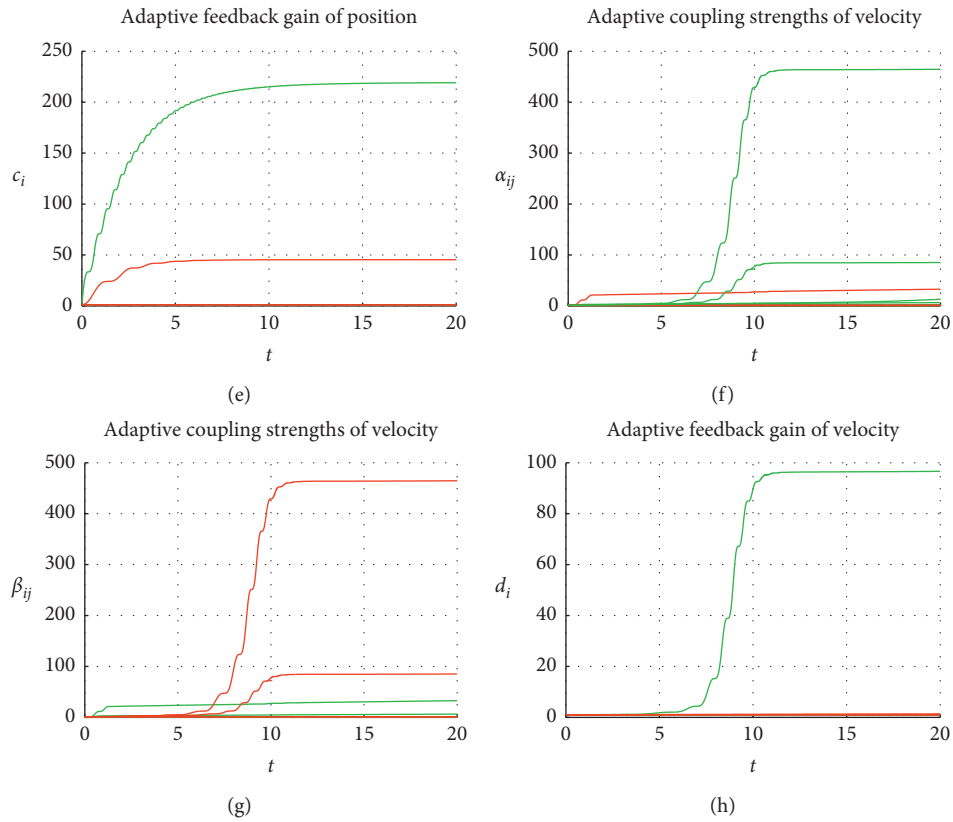 Adaptive feedback gain of position
250
200
150
c_i
100
50
0
0 5 10 15 20
t
(e)
Adaptive coupling strengths of velocity
500
400
300
α_ij
200
100
0
0 5 10 15 20
t
(f)
Adaptive coupling strengths of velocity
500
400
300
β_ij
200
100
0
0 5 10 15 20
t
(g)
Adaptive feedback gain of velocity
100
80
60
d_i
40
20
0
0 5 10 15 20
t
(h)